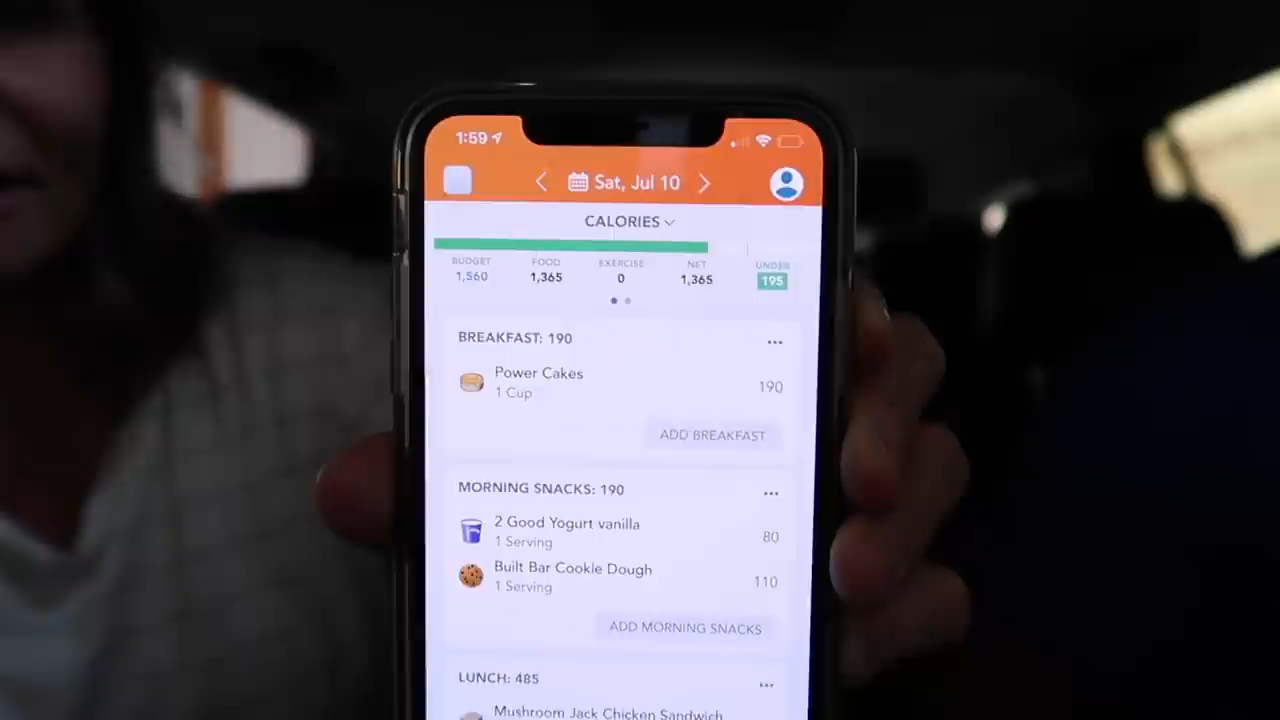 1:59
Sat, Jul 10
CALORIES
BUDGET FOOD EXERCISE NET UNDER
1,560 1,365 0 1,365 195
BREAKFAST: 190
Power Cakes
1 Cup
190
ADD BREAKFAST
MORNING SNACKS: 190
2 Good Yogurt vanilla
1 Serving
80
Built Bar Cookie Dough
1 Serving
110
ADD MORNING SNACKS
LUNCH: 485
Mushroom Jack Chicken Sandwich